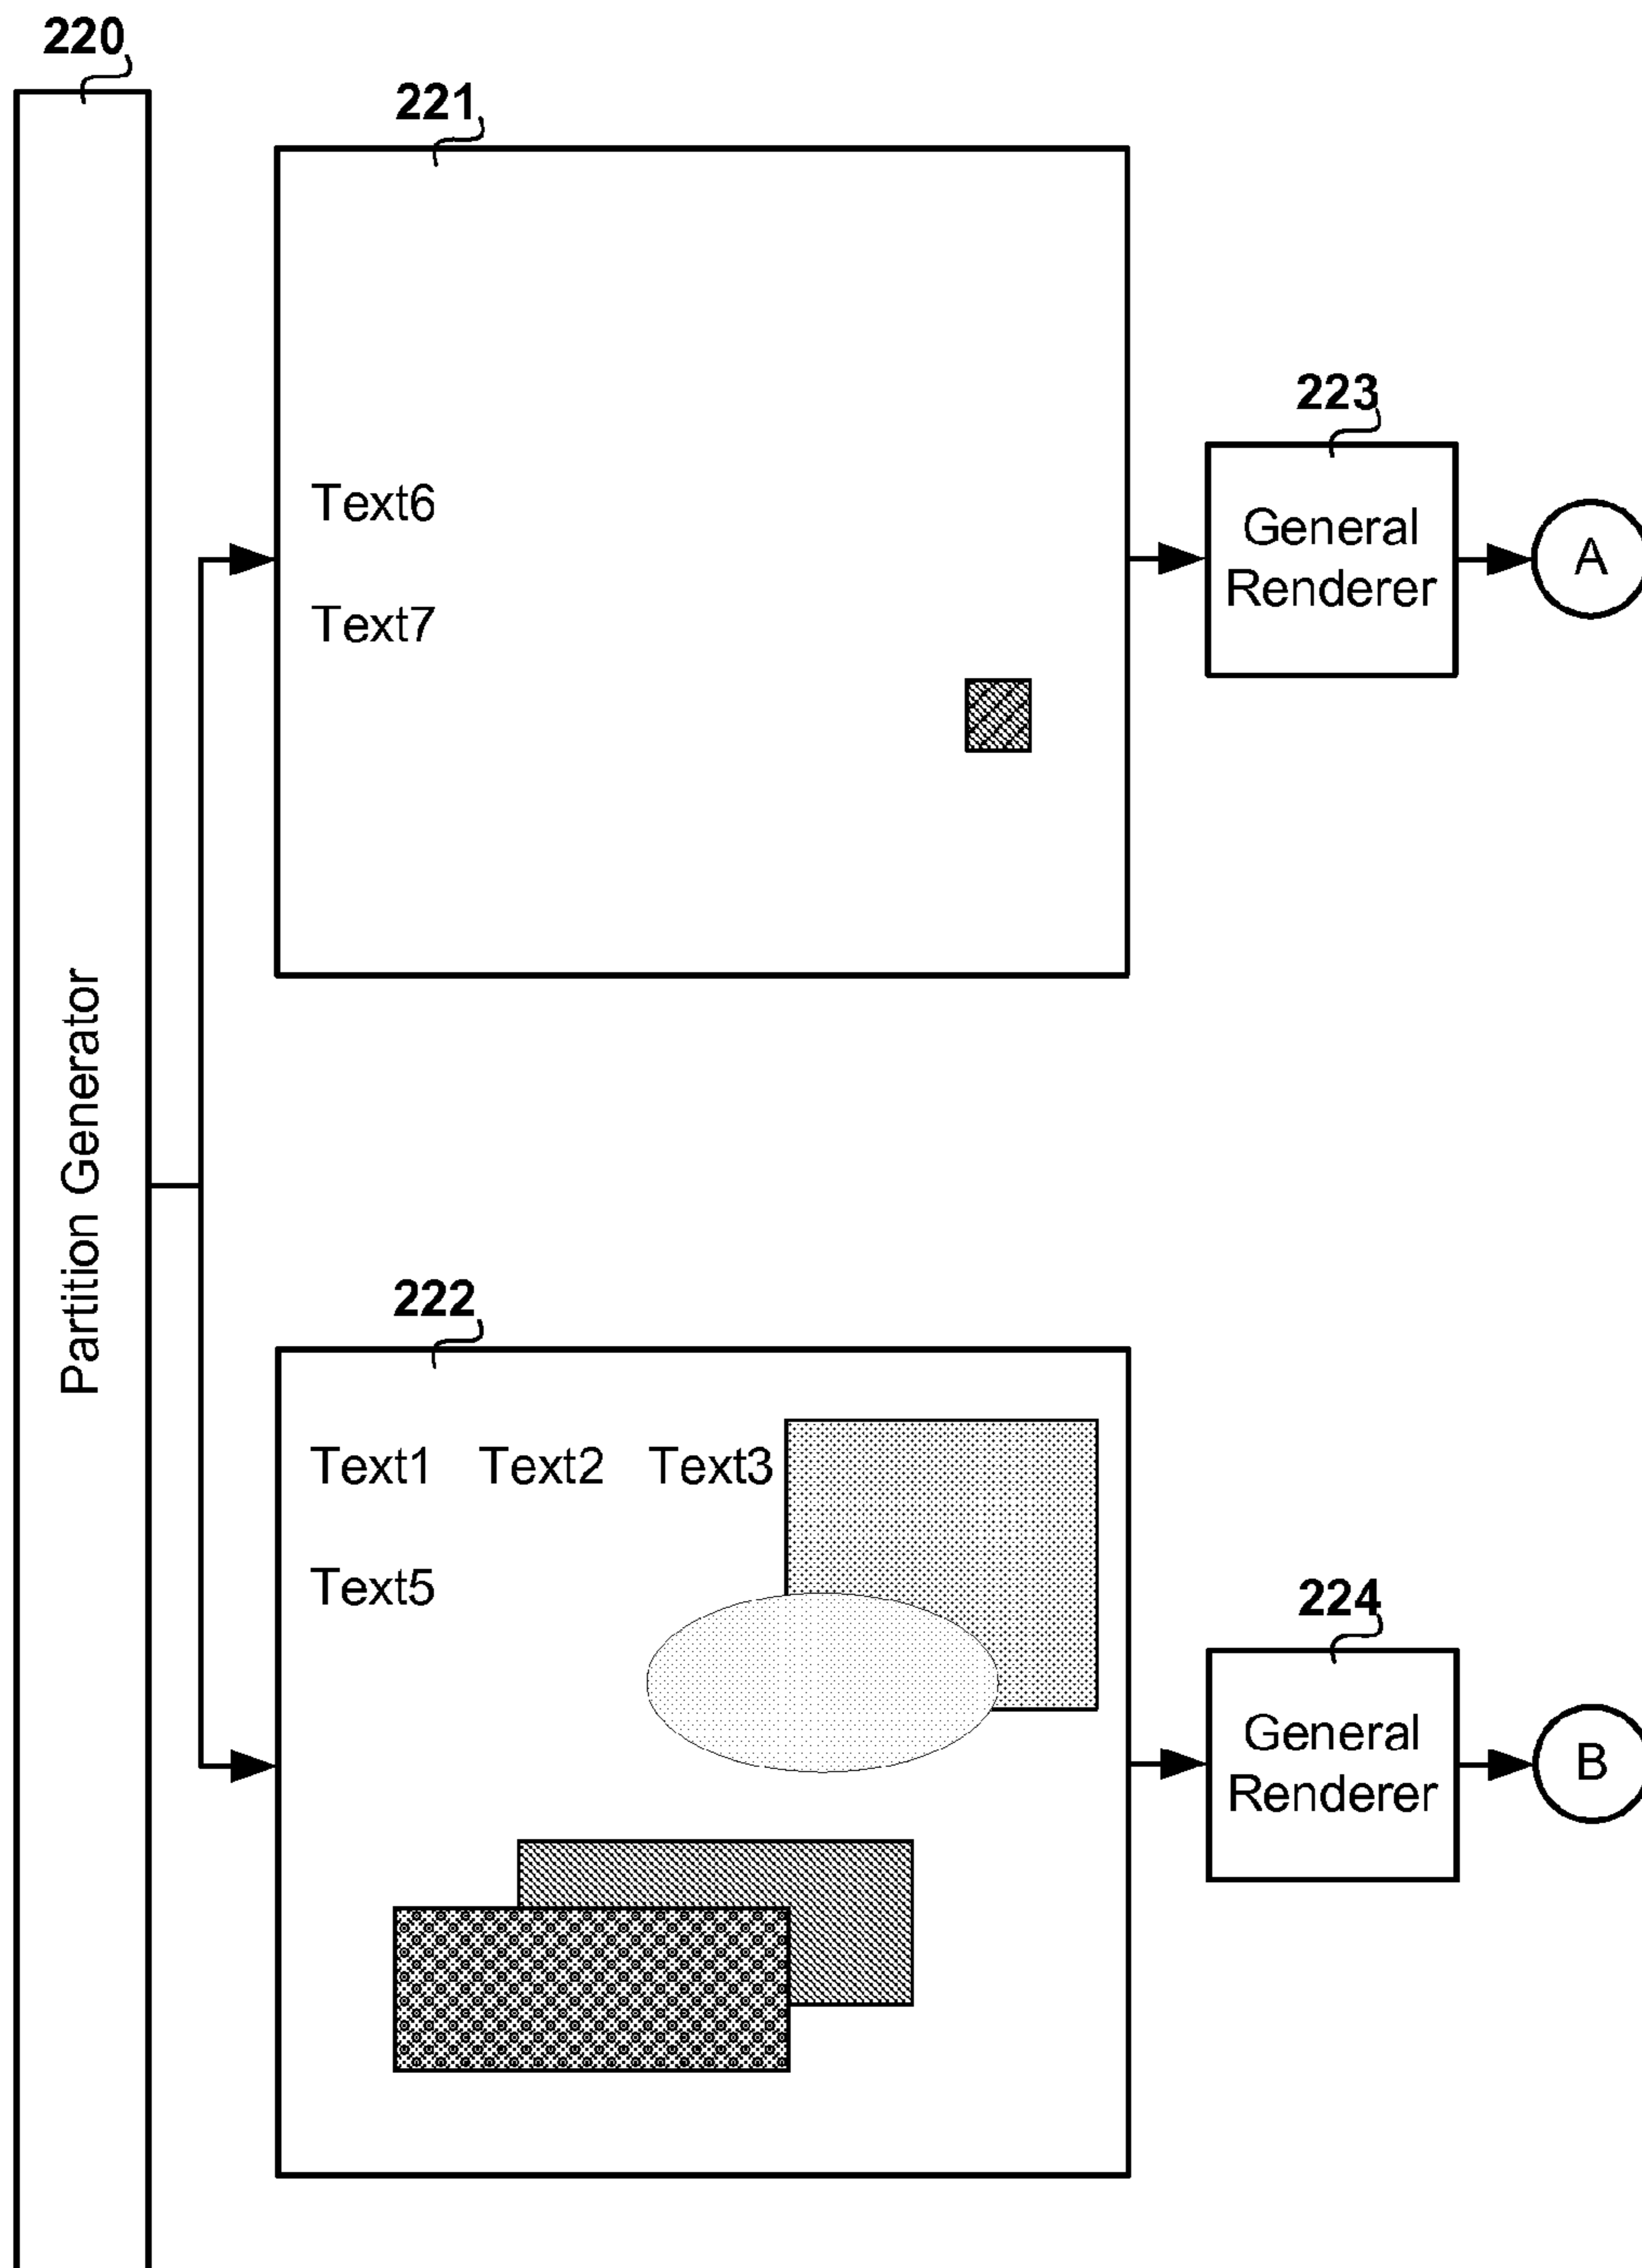 220
221
Text6
Text7
223
General
Renderer
A
Partition Generator
222
Text1 Text2 Text3
Text5
224
General
Renderer
B